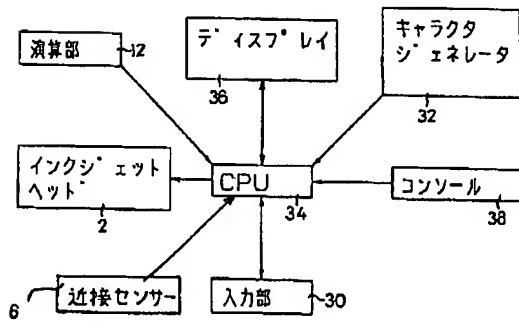 演算部
12
ディスプレイ
36
キャラクタ
ジェネレータ
32
インクジェット
ヘッド
2
CPU
34
コンソール
38
6
近接センサー
入力部
30